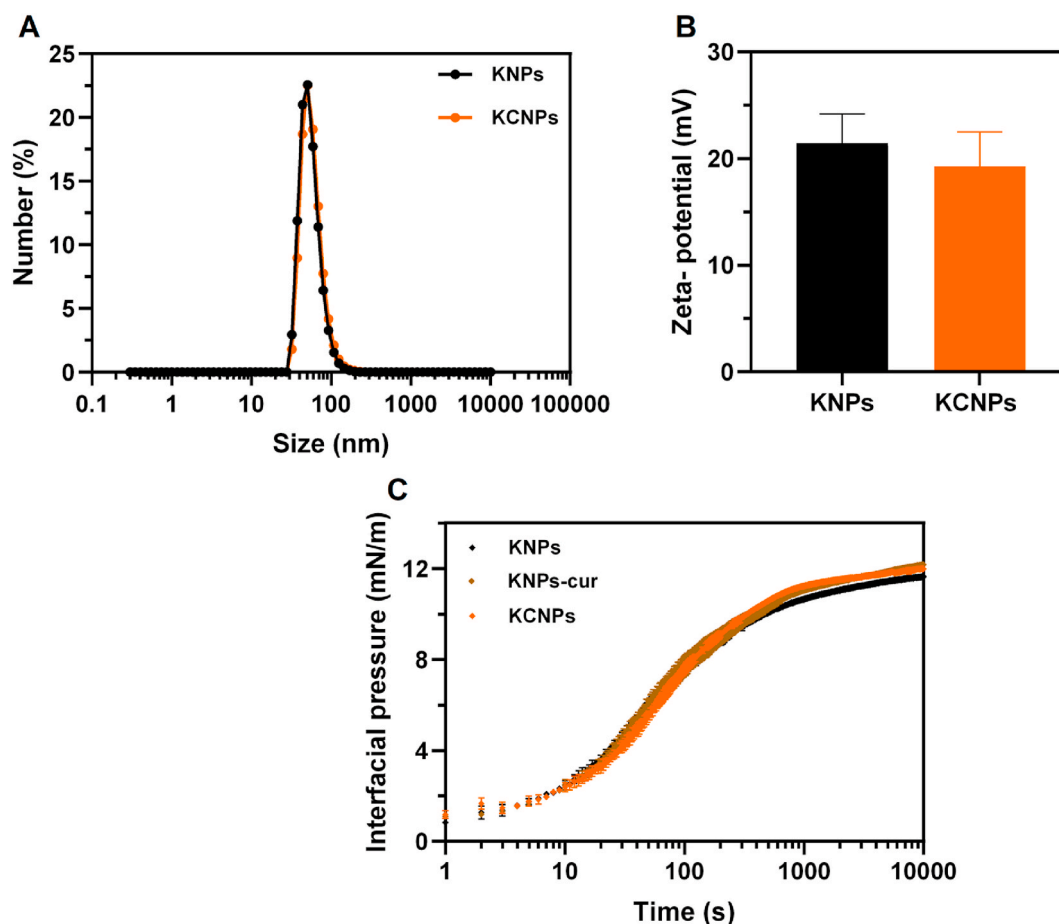 A
Number (%)
25
20
15
10
5
0
KNPs
KCNPs
0.1 1 10 100 1000 10000 100000
Size (nm)
B
Zeta- potential (mV)
30
20
10
0
KNPs KCNPs
C
Interfacial pressure (mN/m)
12
8
4
0
KNPs
KNPs-cur
KCNPs
1 10 100 1000 10000
Time (s)